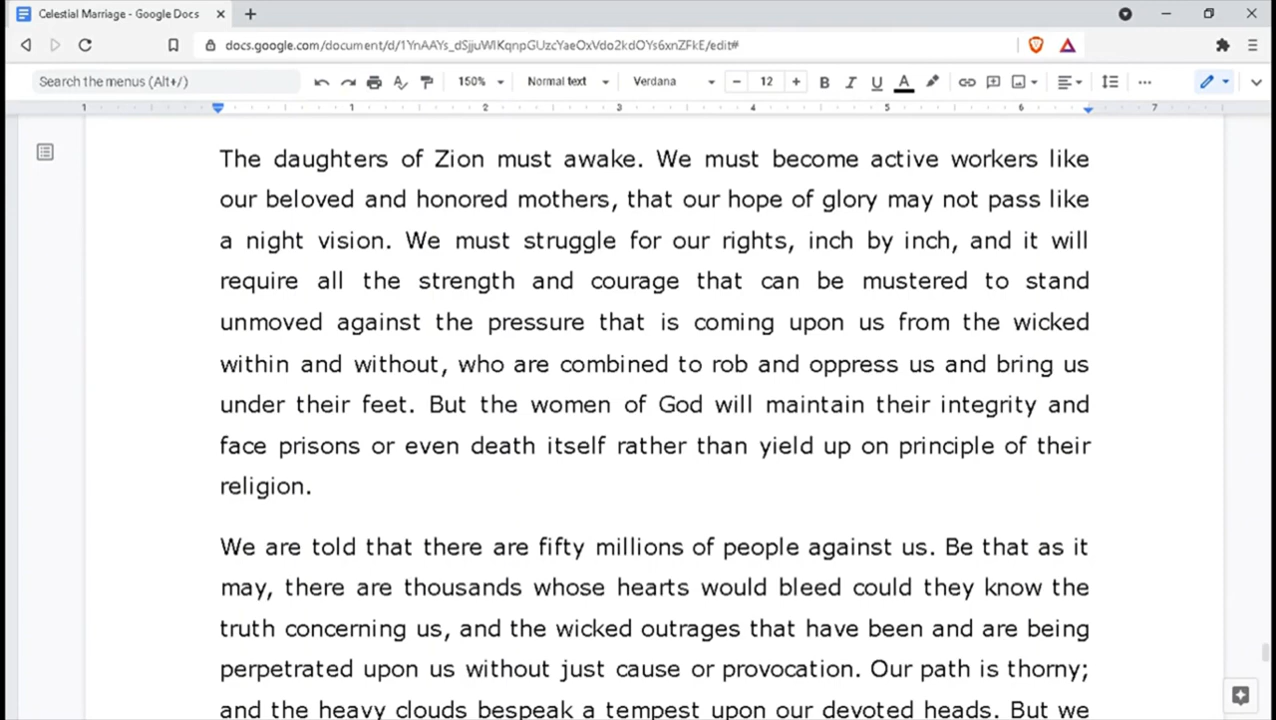 Celestial Marriage - Google Docs
docs.google.com/document/d/1YnAAYs_dSjjuWlKqnpGUzcYaeOxVdo2kdOYs6xnZFkE/edit#
Search the menus (Alt+/) 150% Normal text Verdana 12 B I U A
1 1 2 3 4 5 6 7
The daughters of Zion must awake. We must become active workers like
our beloved and honored mothers, that our hope of glory may not pass like
a night vision. We must struggle for our rights, inch by inch, and it will
require all the strength and courage that can be mustered to stand
unmoved against the pressure that is coming upon us from the wicked
within and without, who are combined to rob and oppress us and bring us
under their feet. But the women of God will maintain their integrity and
face prisons or even death itself rather than yield up on principle of their
religion.
We are told that there are fifty millions of people against us. Be that as it
may, there are thousands whose hearts would bleed could they know the
truth concerning us, and the wicked outrages that have been and are being
perpetrated upon us without just cause or provocation. Our path is thorny;
and the heavy clouds bespeak a tempest upon our devoted heads. But we